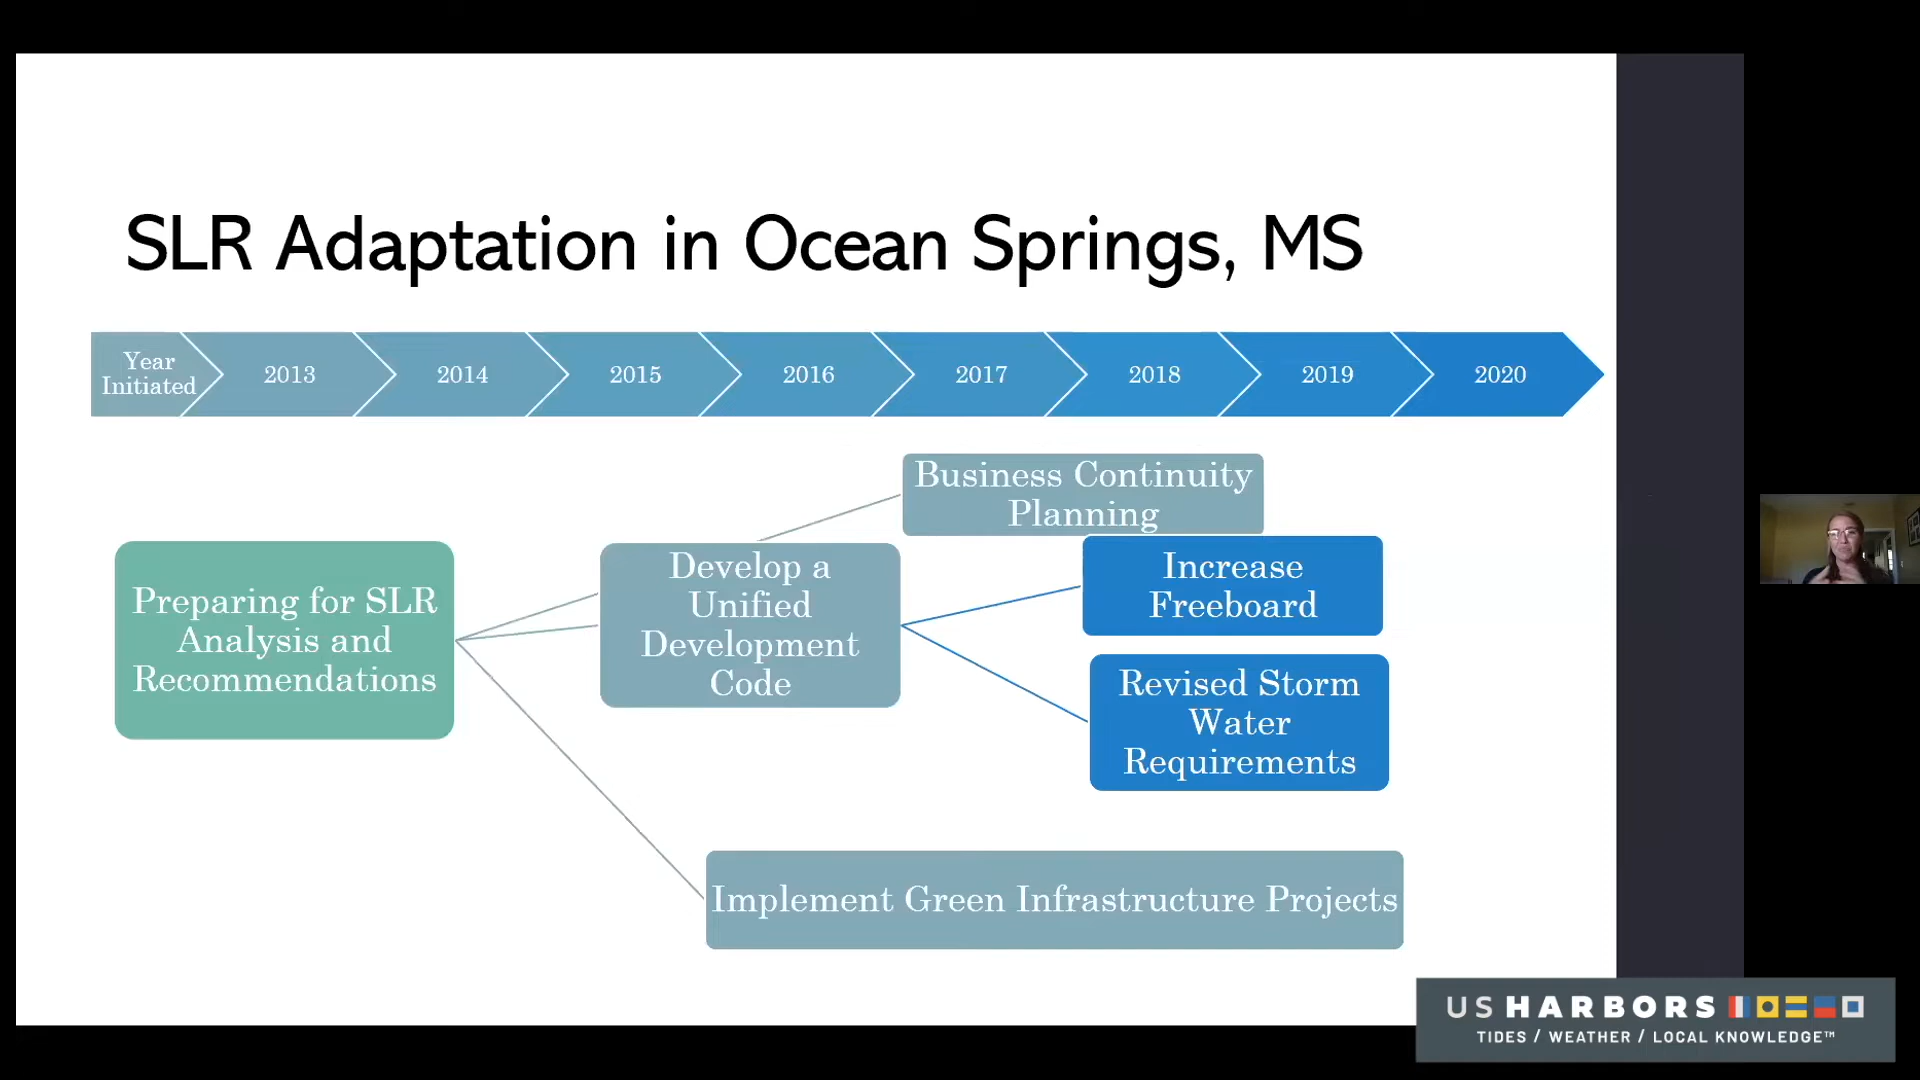 SLR Adaptation in Ocean Springs, MS
Year
Initiated
2013
2014
2015
2016
2017
2018
2019
2020
Business Continuity
Planning
Preparing for SLR
Analysis and
Recommendations
Develop a
Unified
Development
Code
Increase
Freeboard
Revised Storm
Water
Requirements
Implement Green Infrastructure Projects
US HARBORS
TIDES / WEATHER / LOCAL KNOWLEDGE™